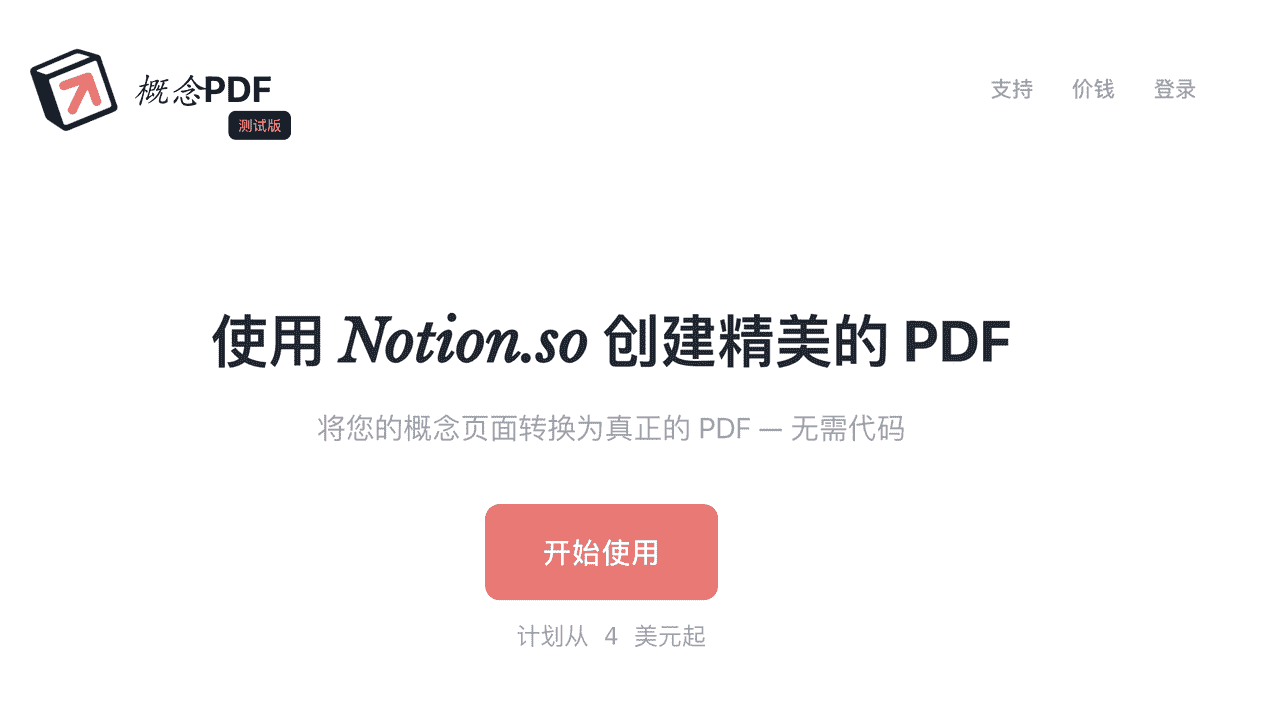 概念PDF
测试版
支持
价钱
登录
使用 Notion.so 创建精美的 PDF
将您的概念页面转换为真正的 PDF — 无需代码
开始使用
计划从 4 美元起